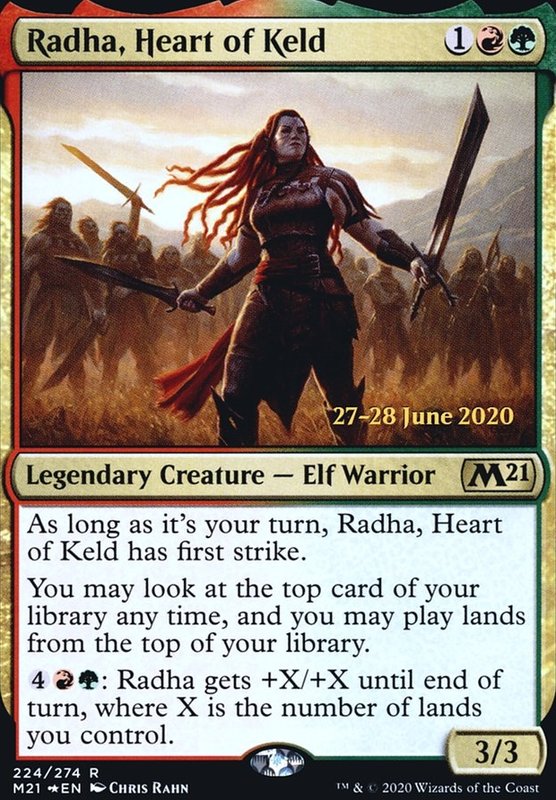 Radha, Heart of Keld 1
27–28 June 2020
Legendary Creature — Elf Warrior M21
As long as it's your turn, Radha, Heart
of Keld has first strike.
You may look at the top card of your
library any time, and you may play lands
from the top of your library.
4: Radha gets +X/+X until end of
turn, where X is the number of lands
you control.
3/3
224/274 R
M21 ★ EN Chris Rahn ™ & © 2020 Wizards of the Coast